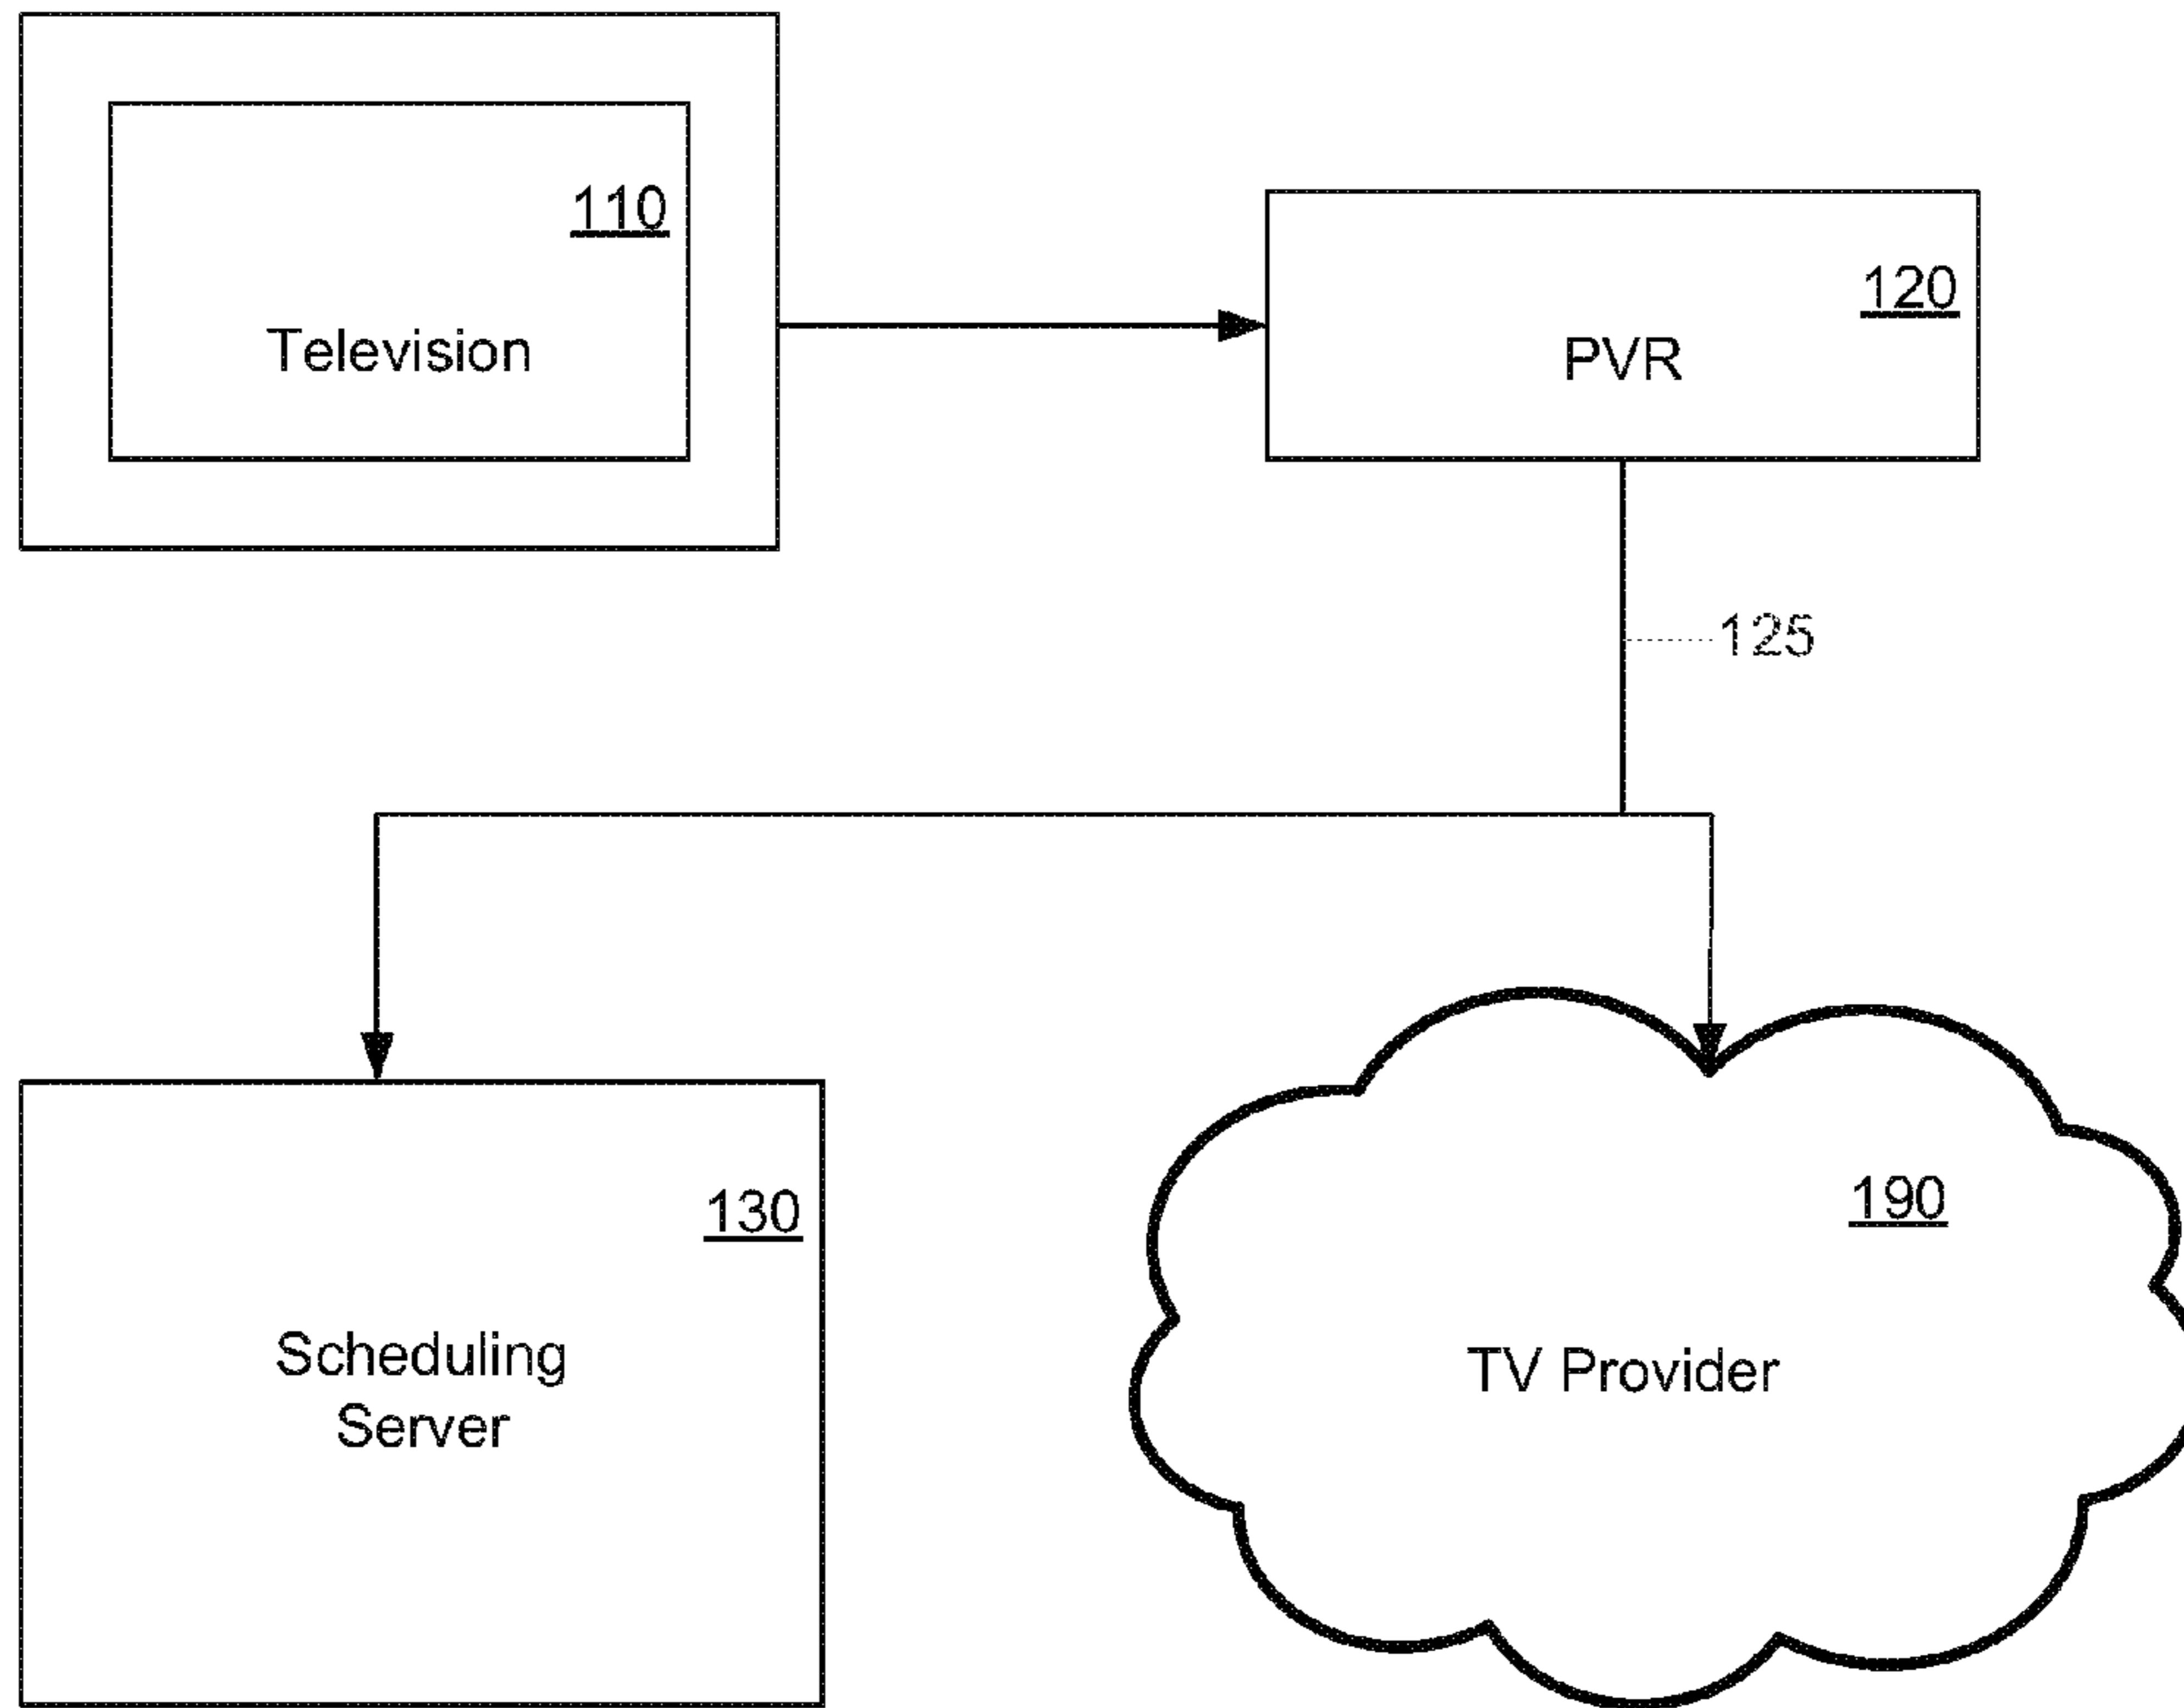 110
Television
120
PVR
125
130
Scheduling
Server
190
TV Provider